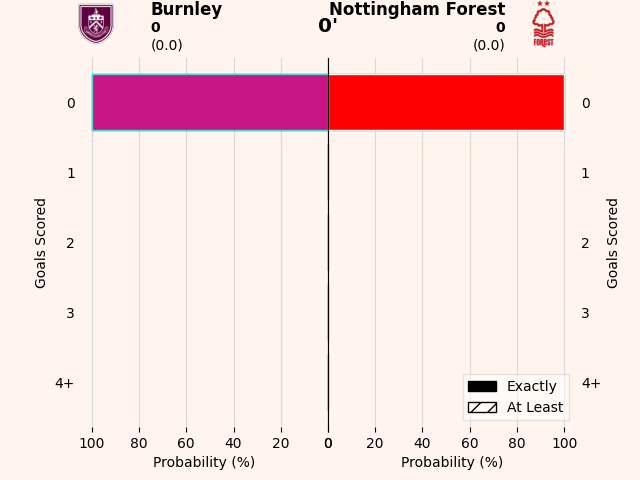 Burnley
0
(0.0)
0'
Nottingham Forest
0
(0.0)
FOREST
0
1
2
3
4+
Goals Scored
0
1
2
3
4+
Goals Scored
Exactly
At Least
100 80 60 40 20 0 20 40 60 80 100
Probability (%) Probability (%)